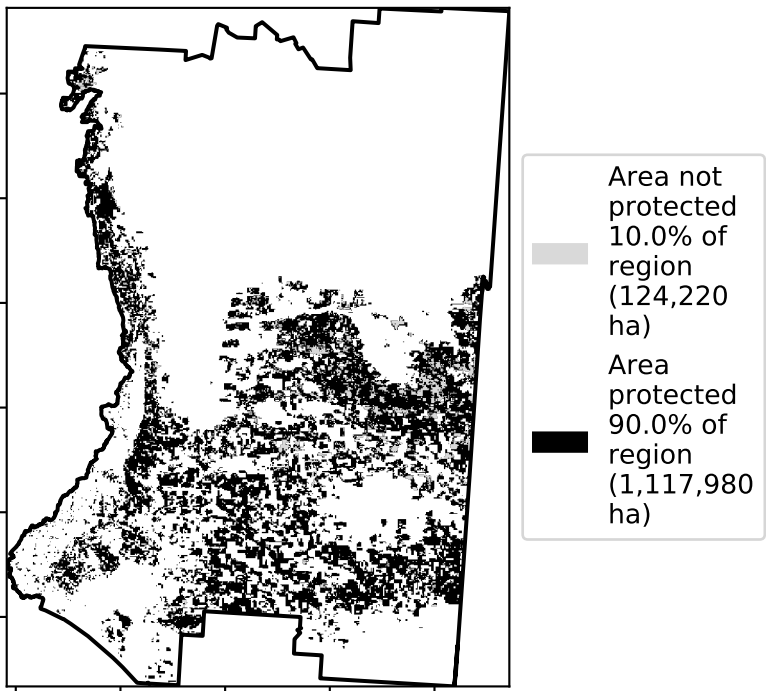 Area not
protected
10.0% of
region
(124,220
ha)
Area
protected
90.0% of
region
(1,117,980
ha)